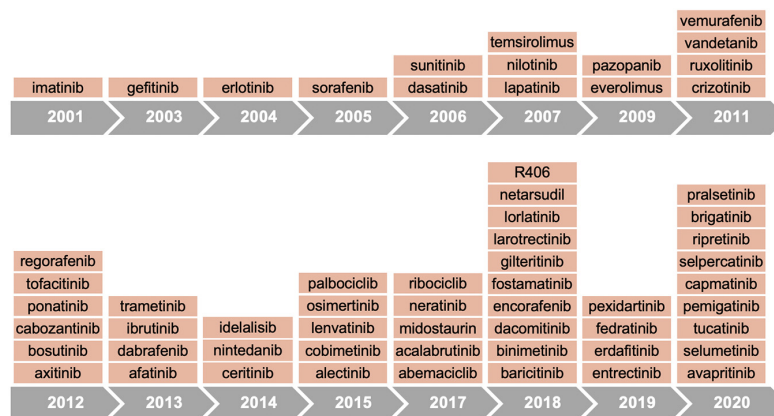 vemurafenib
temsirolimus
vandetanib
sunitinib
nilotinib
pazopanib
ruxolitinib
imatinib
gefitinib
erlotinib
sorafenib
dasatinib
lapatinib
everolimus
crizotinib
2001
2003
2004
2005
2006
2007
2009
2011
R406
netarsudil
pralsetinib
lorlatinib
brigatinib
larotrectinib
ripretinib
regorafenib
gilteritinib
selpercatinib
tofacitinib
palbociclib
ribociclib
fostamatinib
capmatinib
ponatinib
trametinib
osimertinib
neratinib
encorafenib
pexidartinib
pemigatinib
cabozantinib
ibrutinib
idelalisib
lenvatinib
midostaurin
dacomitinib
fedratinib
tucatinib
bosutinib
dabrafenib
nintedanib
cobimetinib
acalabrutinib
binimetinib
erdafitinib
selumetinib
axitinib
afatinib
ceritinib
alectinib
abemaciclib
baricitinib
entrectinib
avapritinib
2012
2013
2014
2015
2017
2018
2019
2020